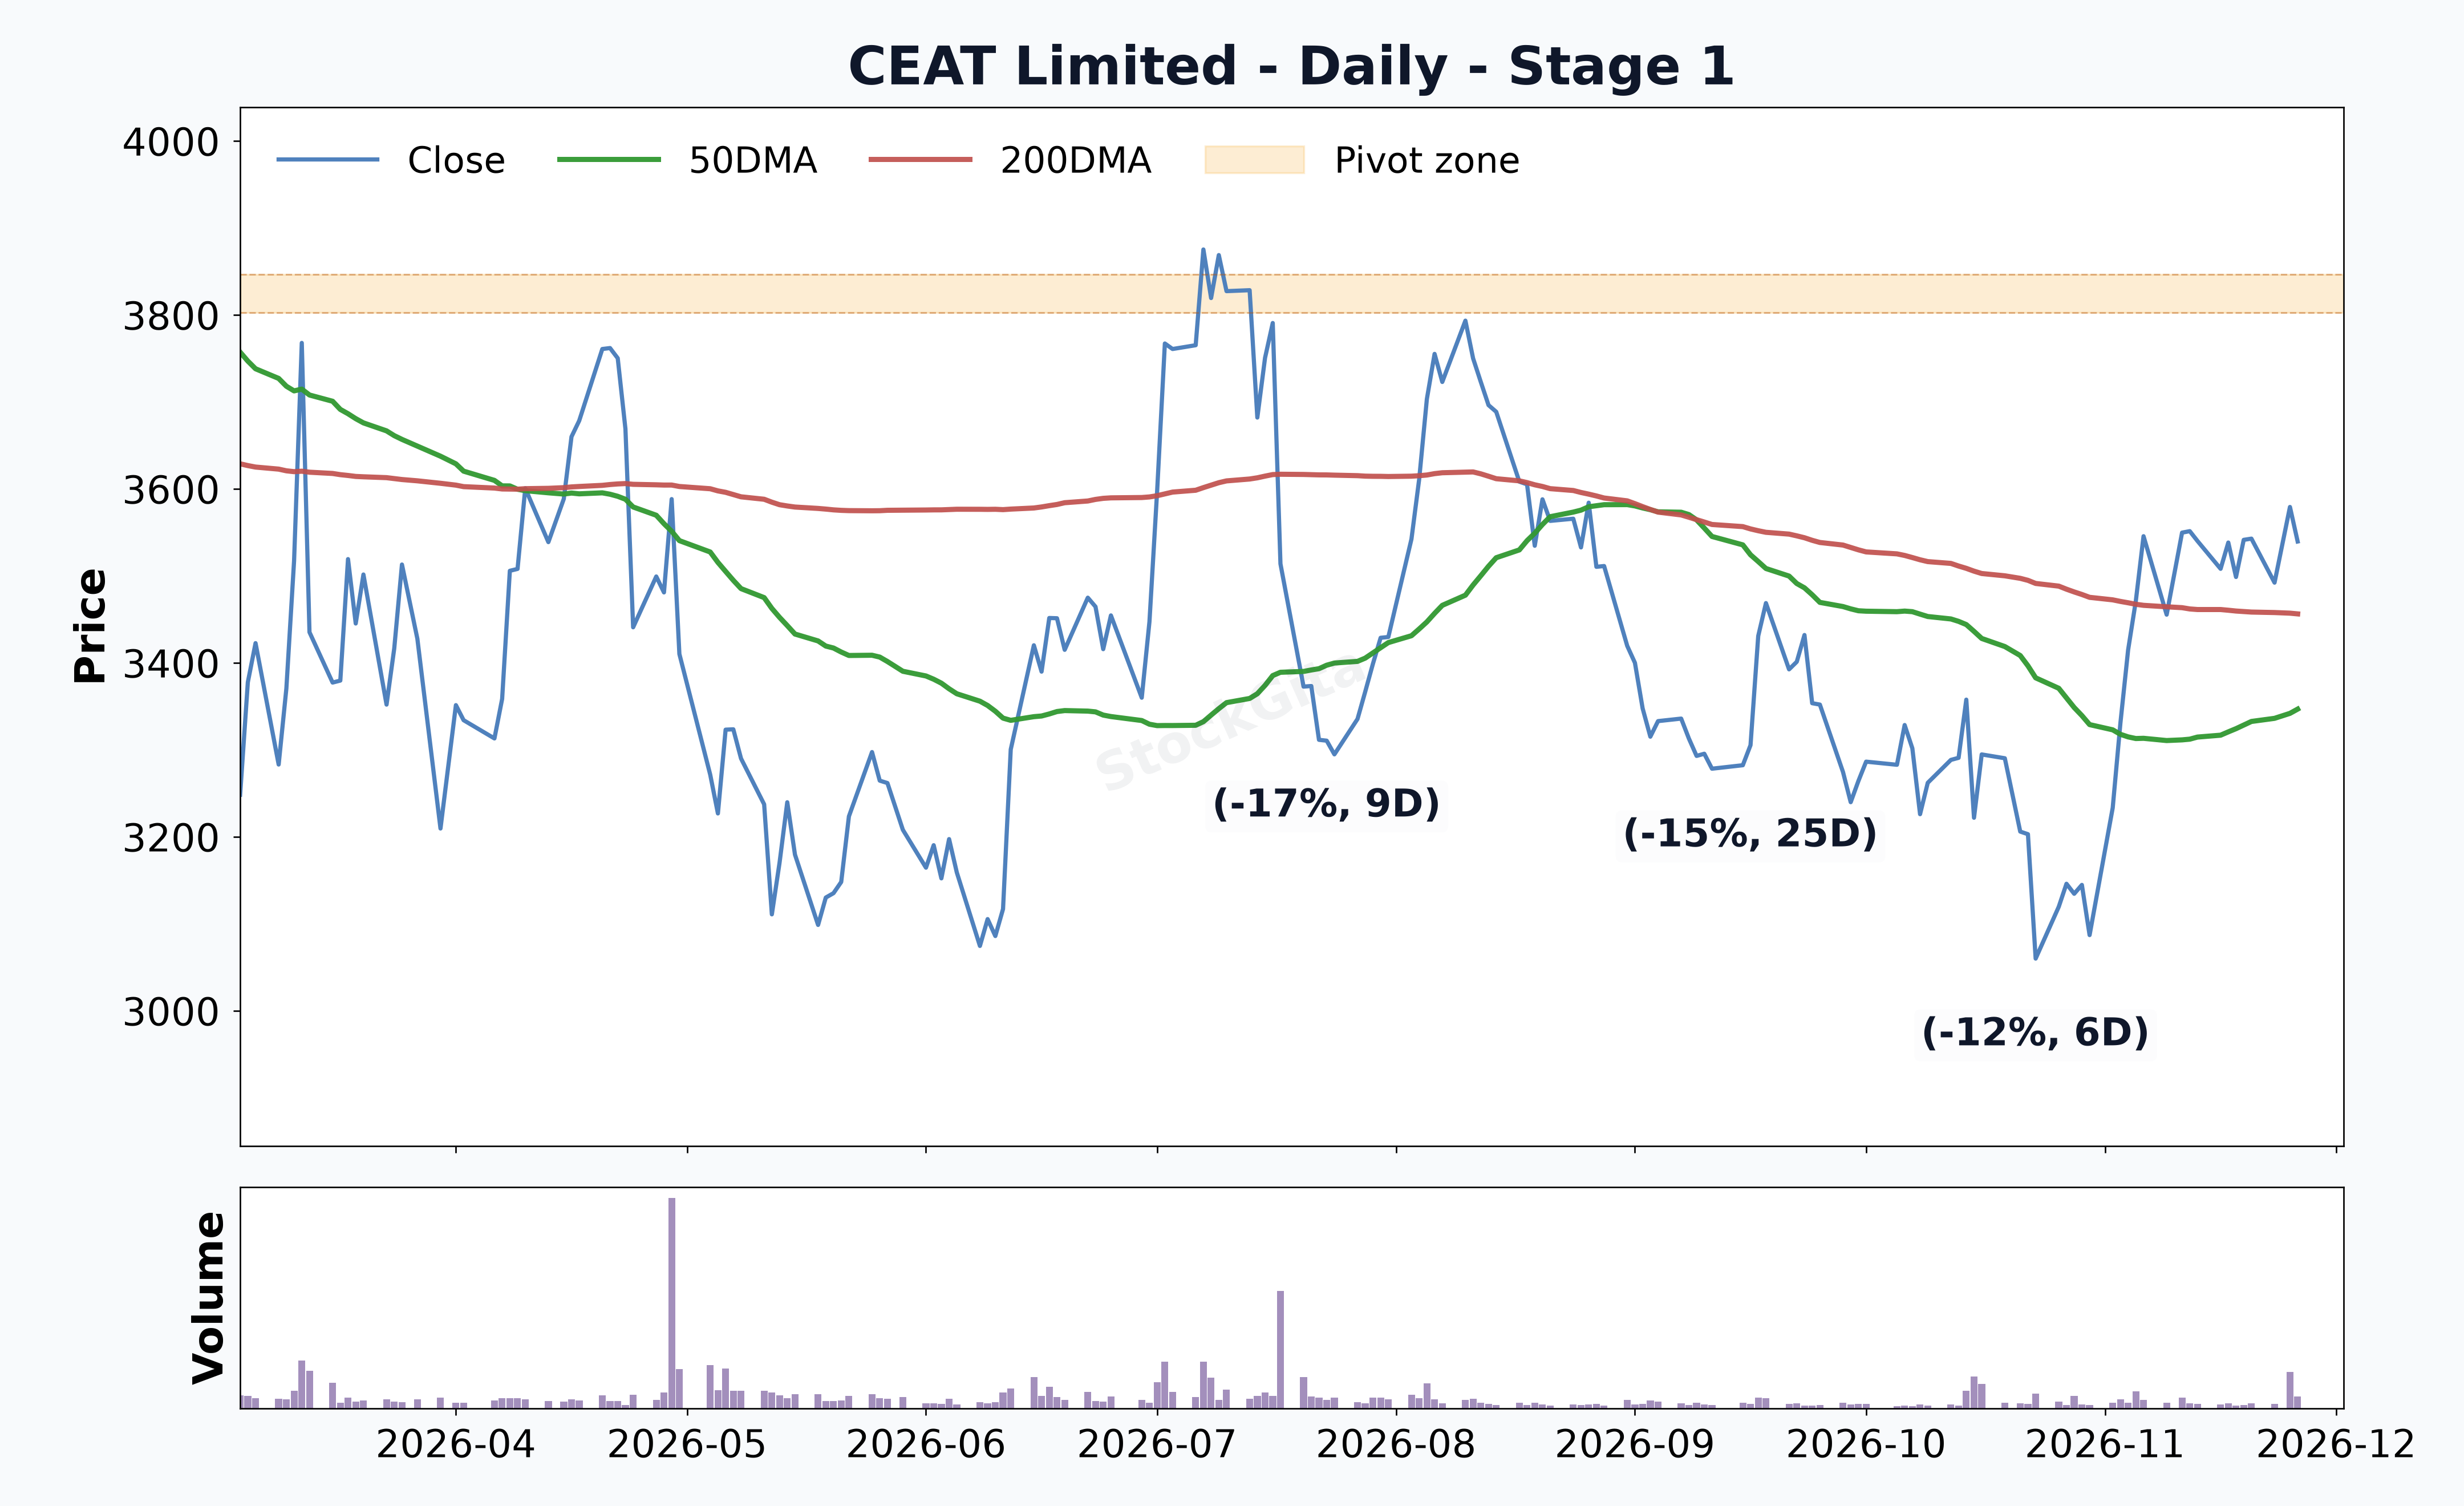 CEAT Limited - Daily - Stage 1
Close 50DMA 200DMA Pivot zone
4000
3800
3600
3400
3200
3000
Price
StockGita
(-17%, 9D)
(-15%, 25D)
(-12%, 6D)
Volume
2026-04 2026-05 2026-06 2026-07 2026-08 2026-09 2026-10 2026-11 2026-12